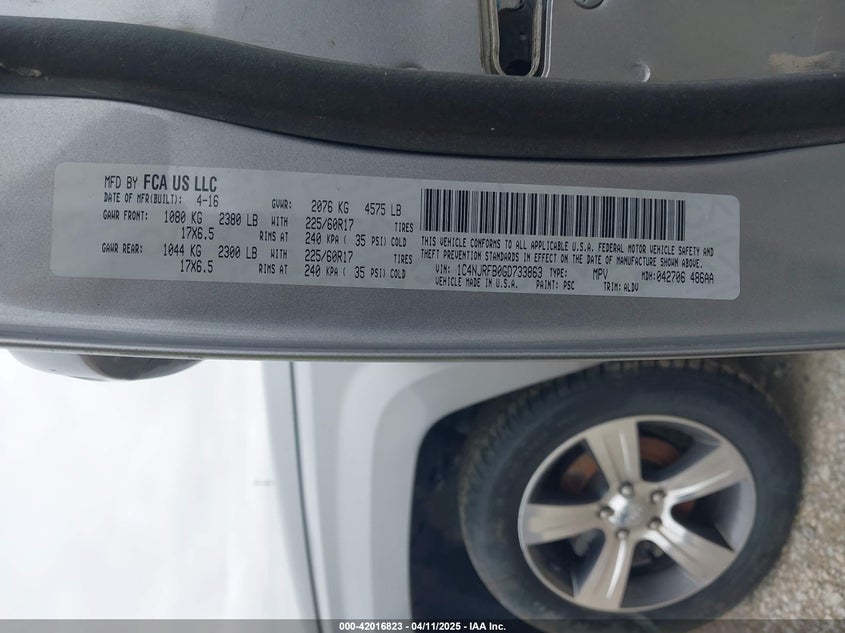 MFD BY FCA US LLC
DATE OF MFR(BUILT): 4-16 GVWR: 2076 KG 4575 LB
GAWR FRONT: 1080 KG 2380 LB WITH 225/60R17 TIRES
17X6.5 RIMS AT 240 KPA ( 35 PSI) COLD
GAWR REAR: 1044 KG 2300 LB WITH 225/60R17 TIRES
17X6.5 RIMS AT 240 KPA ( 35 PSI) COLD
THIS VEHICLE CONFORMS TO ALL APPLICABLE U.S.A. FEDERAL MOTOR VEHICLE SAFETY AND
THEFT PREVENTION STANDARDS IN EFFECT ON THE DATE OF MANUFACTURE SHOWN ABOVE.
VIN: 1C4NJRFB0GD733863 TYPE: MPV MDH:042706 486AA
VEHICLE MADE IN U.S.A. PAINT: PSC TRIM: ALDV
000-42016823 - 04/11/2025 - IAA Inc.